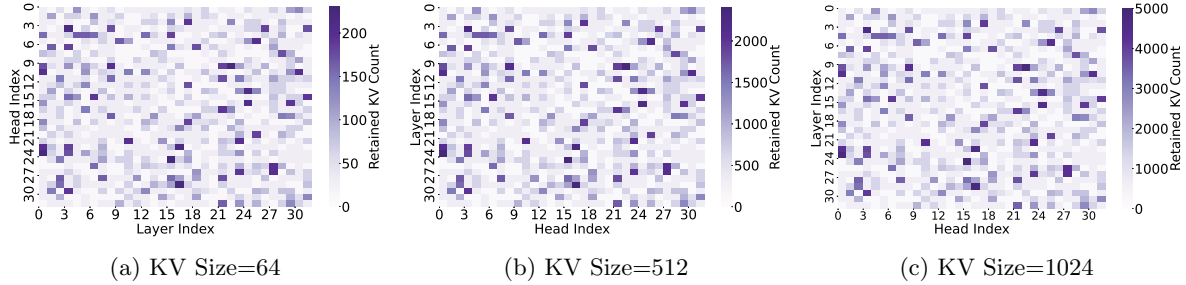 Head Index
0 3 6 9 12 15 18 21 24 27 30
0 3 6 9 12 15 18 21 24 27 30
Layer Index
200
150
100
50
0
Retained KV Count
(a) KV Size=64
Layer Index
0 3 6 9 12 15 18 21 24 27 30
0 3 6 9 12 15 18 21 24 27 30
Head Index
2000
1500
1000
500
0
Retained KV Count
(b) KV Size=512
Layer Index
0 3 6 9 12 15 18 21 24 27 30
0 3 6 9 12 15 18 21 24 27 30
Head Index
5000
4000
3000
2000
1000
0
Retained KV Count
(c) KV Size=1024